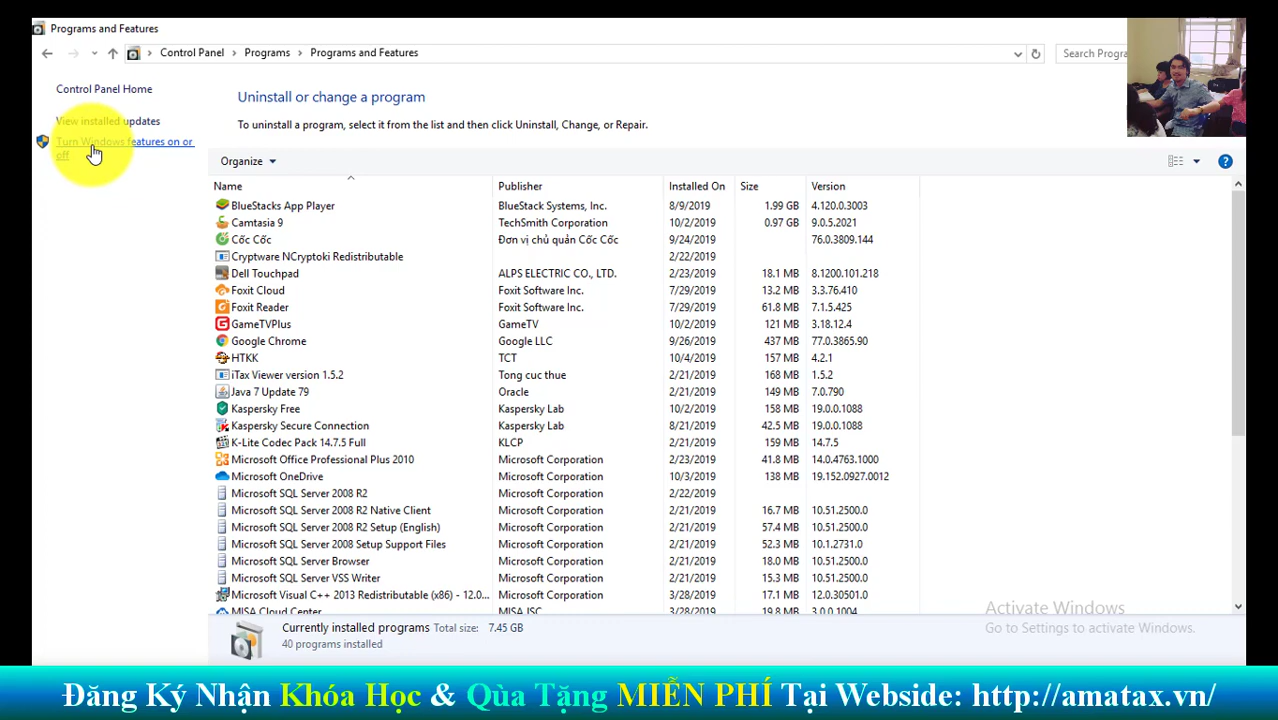 Programs and Features
Control Panel > Programs > Programs and Features
Search Progra
Control Panel Home
View installed updates
Turn Windows features on or off
Uninstall or change a program
To uninstall a program, select it from the list and then click Uninstall, Change, or Repair.
Organize
Name Publisher Installed On Size Version
BlueStacks App Player BlueStack Systems, Inc. 8/9/2019 1.99 GB 4.120.0.3003
Camtasia 9 TechSmith Corporation 10/2/2019 0.97 GB 9.0.5.2021
Cốc Cốc Đơn vị chủ quản Cốc Cốc 9/24/2019 76.0.3809.144
Cryptware NCryptoki Redistributable 2/22/2019
Dell Touchpad ALPS ELECTRIC CO., LTD. 2/23/2019 18.1 MB 8.1200.101.218
Foxit Cloud Foxit Software Inc. 7/29/2019 13.2 MB 3.3.76.410
Foxit Reader Foxit Software Inc. 7/29/2019 61.8 MB 7.1.5.425
GameTVPlus GameTV 10/2/2019 121 MB 3.18.12.4
Google Chrome Google LLC 9/26/2019 437 MB 77.0.3865.90
HTKK TCT 10/4/2019 157 MB 4.2.1
iTax Viewer version 1.5.2 Tong cuc thue 2/21/2019 168 MB 1.5.2
Java 7 Update 79 Oracle 2/21/2019 149 MB 7.0.790
Kaspersky Free Kaspersky Lab 10/2/2019 158 MB 19.0.0.1088
Kaspersky Secure Connection Kaspersky Lab 8/21/2019 42.5 MB 19.0.0.1088
K-Lite Codec Pack 14.7.5 Full KLCP 2/21/2019 159 MB 14.7.5
Microsoft Office Professional Plus 2010 Microsoft Corporation 2/23/2019 41.8 MB 14.0.4763.1000
Microsoft OneDrive Microsoft Corporation 10/3/2019 138 MB 19.152.0927.0012
Microsoft SQL Server 2008 R2 Microsoft Corporation 2/22/2019
Microsoft SQL Server 2008 R2 Native Client Microsoft Corporation 2/21/2019 16.7 MB 10.51.2500.0
Microsoft SQL Server 2008 R2 Setup (English) Microsoft Corporation 2/21/2019 57.4 MB 10.51.2500.0
Microsoft SQL Server 2008 Setup Support Files Microsoft Corporation 2/21/2019 52.3 MB 10.1.2731.0
Microsoft SQL Server Browser Microsoft Corporation 2/21/2019 18.0 MB 10.51.2500.0
Microsoft SQL Server VSS Writer Microsoft Corporation 2/21/2019 15.3 MB 10.51.2500.0
Microsoft Visual C++ 2013 Redistributable (x86) - 12.0... Microsoft Corporation 3/28/2019 17.1 MB 12.0.30501.0
MISA Cloud Center MISA JSC 3/28/2019 19.8 MB 3.0.0.1004
Activate Windows
Go to Settings to activate Windows.
Currently installed programs Total size: 7.45 GB
40 programs installed
Đăng Ký Nhận Khóa Học & Qùa Tặng MIỄN PHÍ Tại Webside: http://amatax.vn/